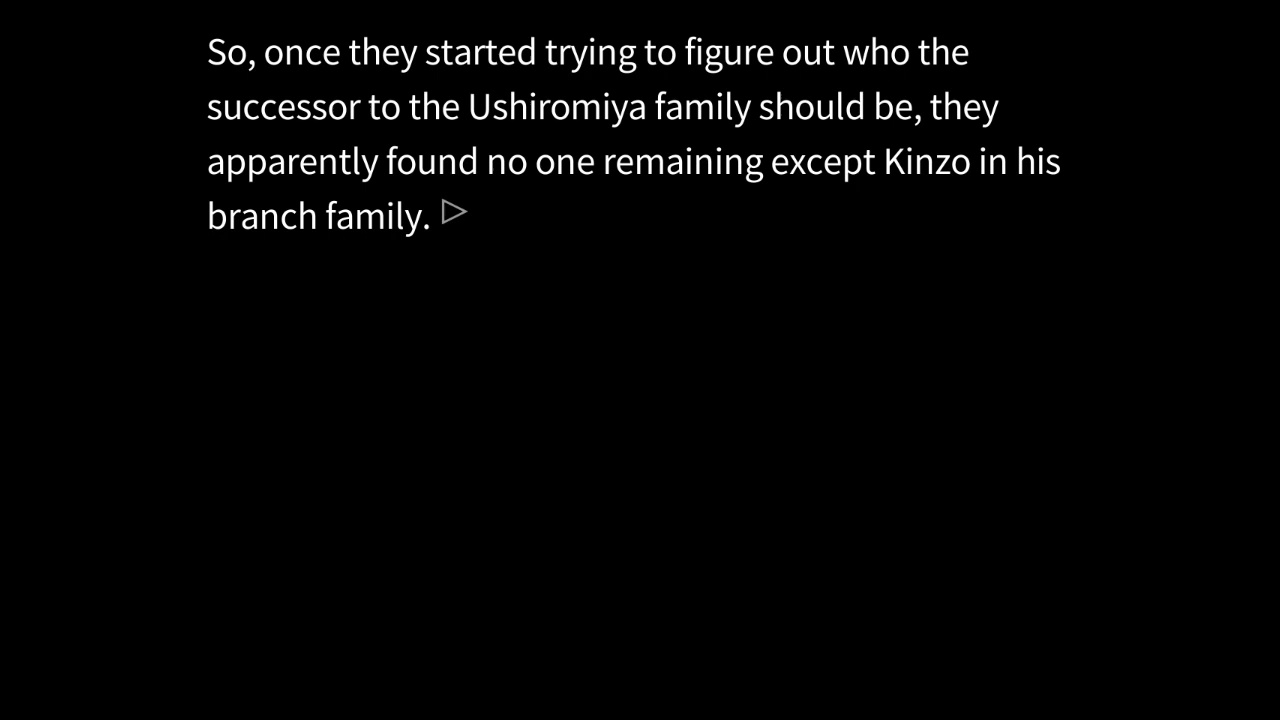 So, once they started trying to figure out who the
successor to the Ushiromiya family should be, they
apparently found no one remaining except Kinzo in his
branch family.